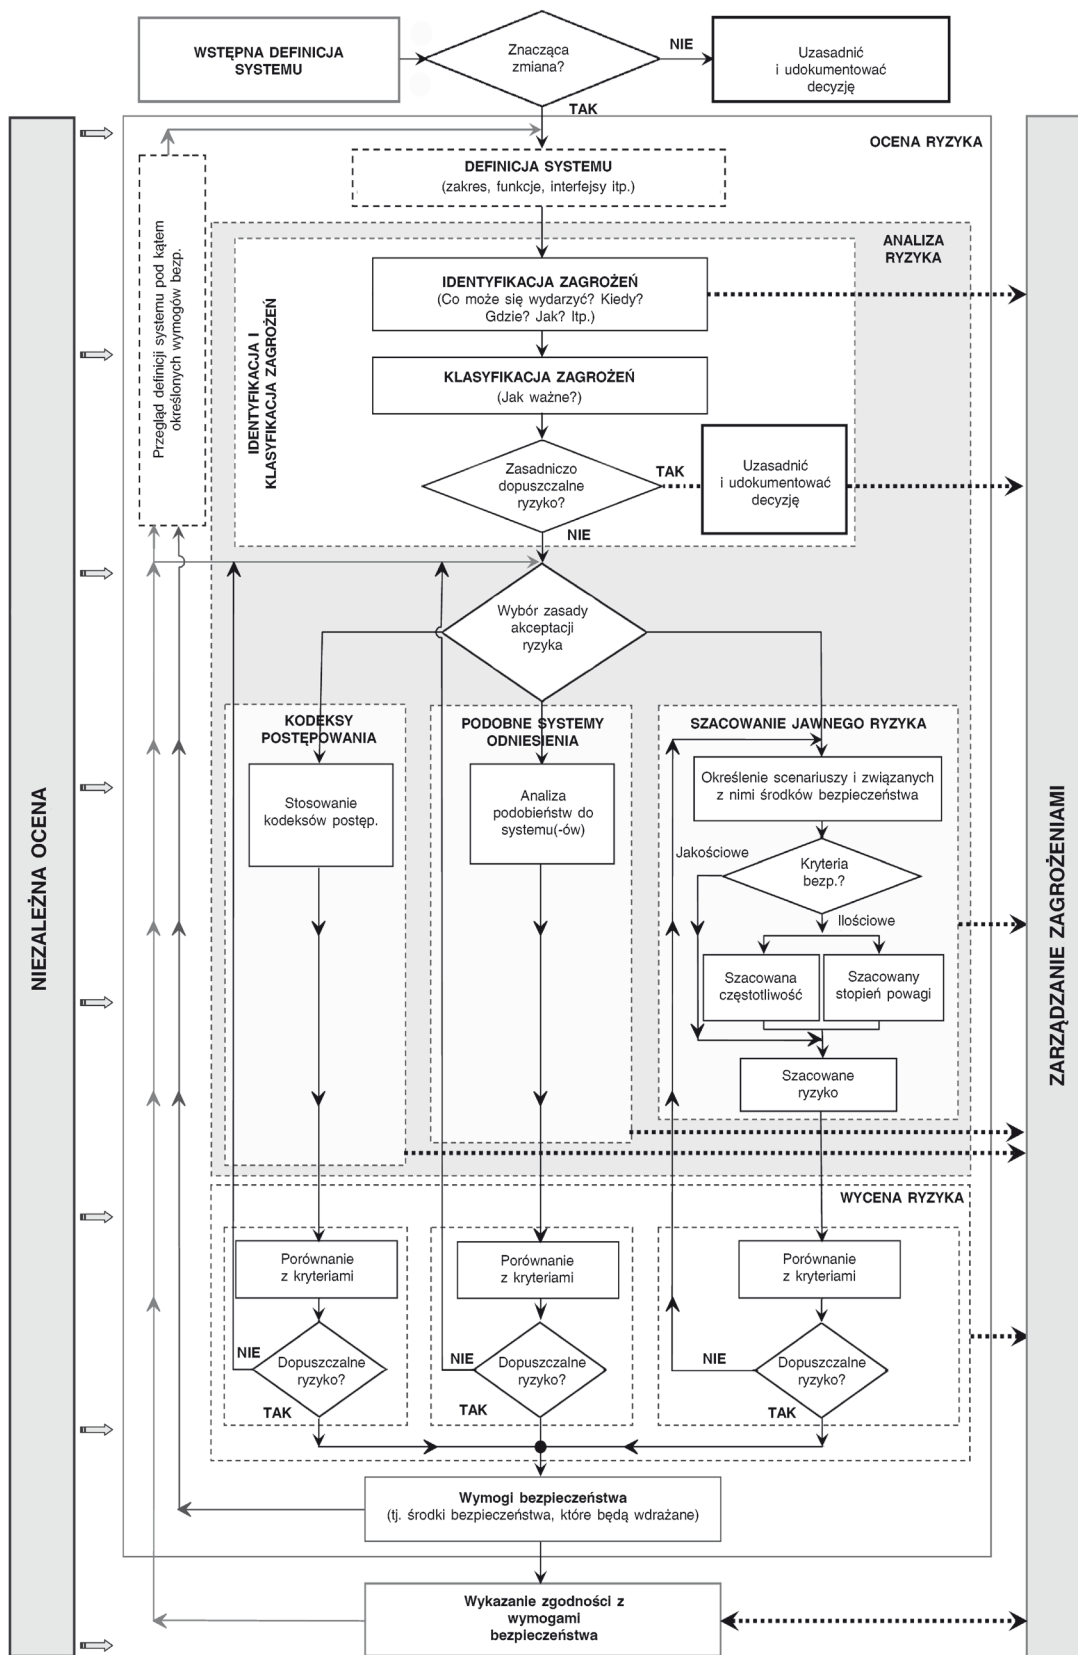 WSTĘPNA DEFINICJA
SYSTEMU
Znacząca
zmiana?
NIE
Uzasadnić
i udokumentować
decyzję
TAK
OCENA RYZYKA
DEFINICJA SYSTEMU
(zakres, funkcje, interfejsy itp.)
Przegląd definicji systemu pod kątem
określonych wymogów bezp.
ANALIZA
RYZYKA
IDENTYFIKACJA I
KLASYFIKACJA ZAGROŻEŃ
IDENTYFIKACJA ZAGROŻEŃ
(Co może się wydarzyć? Kiedy?
Gdzie? Jak? Itp.)
KLASYFIKACJA ZAGROŻEŃ
(Jak ważne?)
Zasadniczo
dopuszczalne
ryzyko?
TAK
Uzasadnić
i udokumentować
decyzję
NIE
Wybór zasady
akceptacji
ryzyka
KODEKSY
POSTĘPOWANIA
PODOBNE SYSTEMY
ODNIESIENIA
SZACOWANIE JAWNEGO RYZYKA
Stosowanie
kodeksów postęp.
Analiza
podobieństw do
systemu(-ów)
Określenie scenariuszy i związanych
z nimi środków bezpieczeństwa
Jakościowe
Kryteria
bezp.?
Ilościowe
Szacowana
częstotliwość
Szacowany
stopień powagi
Szacowane
ryzyko
NIEZALEŻNA OCENA
ZARZĄDZANIE ZAGROŻENIAMI
WYCENA RYZYKA
Porównanie
z kryteriami
Porównanie
z kryteriami
Porównanie
z kryteriami
NIE
Dopuszczalne
ryzyko?
TAK
NIE
Dopuszczalne
ryzyko?
TAK
NIE
Dopuszczalne
ryzyko?
TAK
Wymogi bezpieczeństwa
(tj. środki bezpieczeństwa, które będą wdrażane)
Wykazanie zgodności z
wymogami
bezpieczeństwa